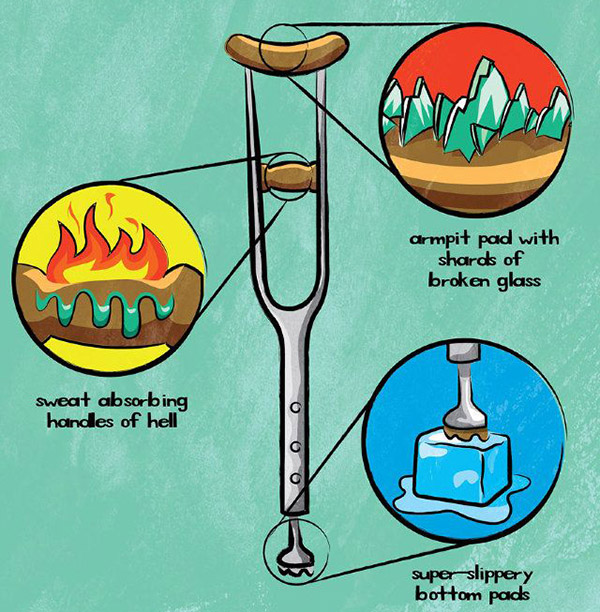 armpit pad with
shards of
broken glass
sweat absorbing
handles of hell
super-slippery
bottom pads